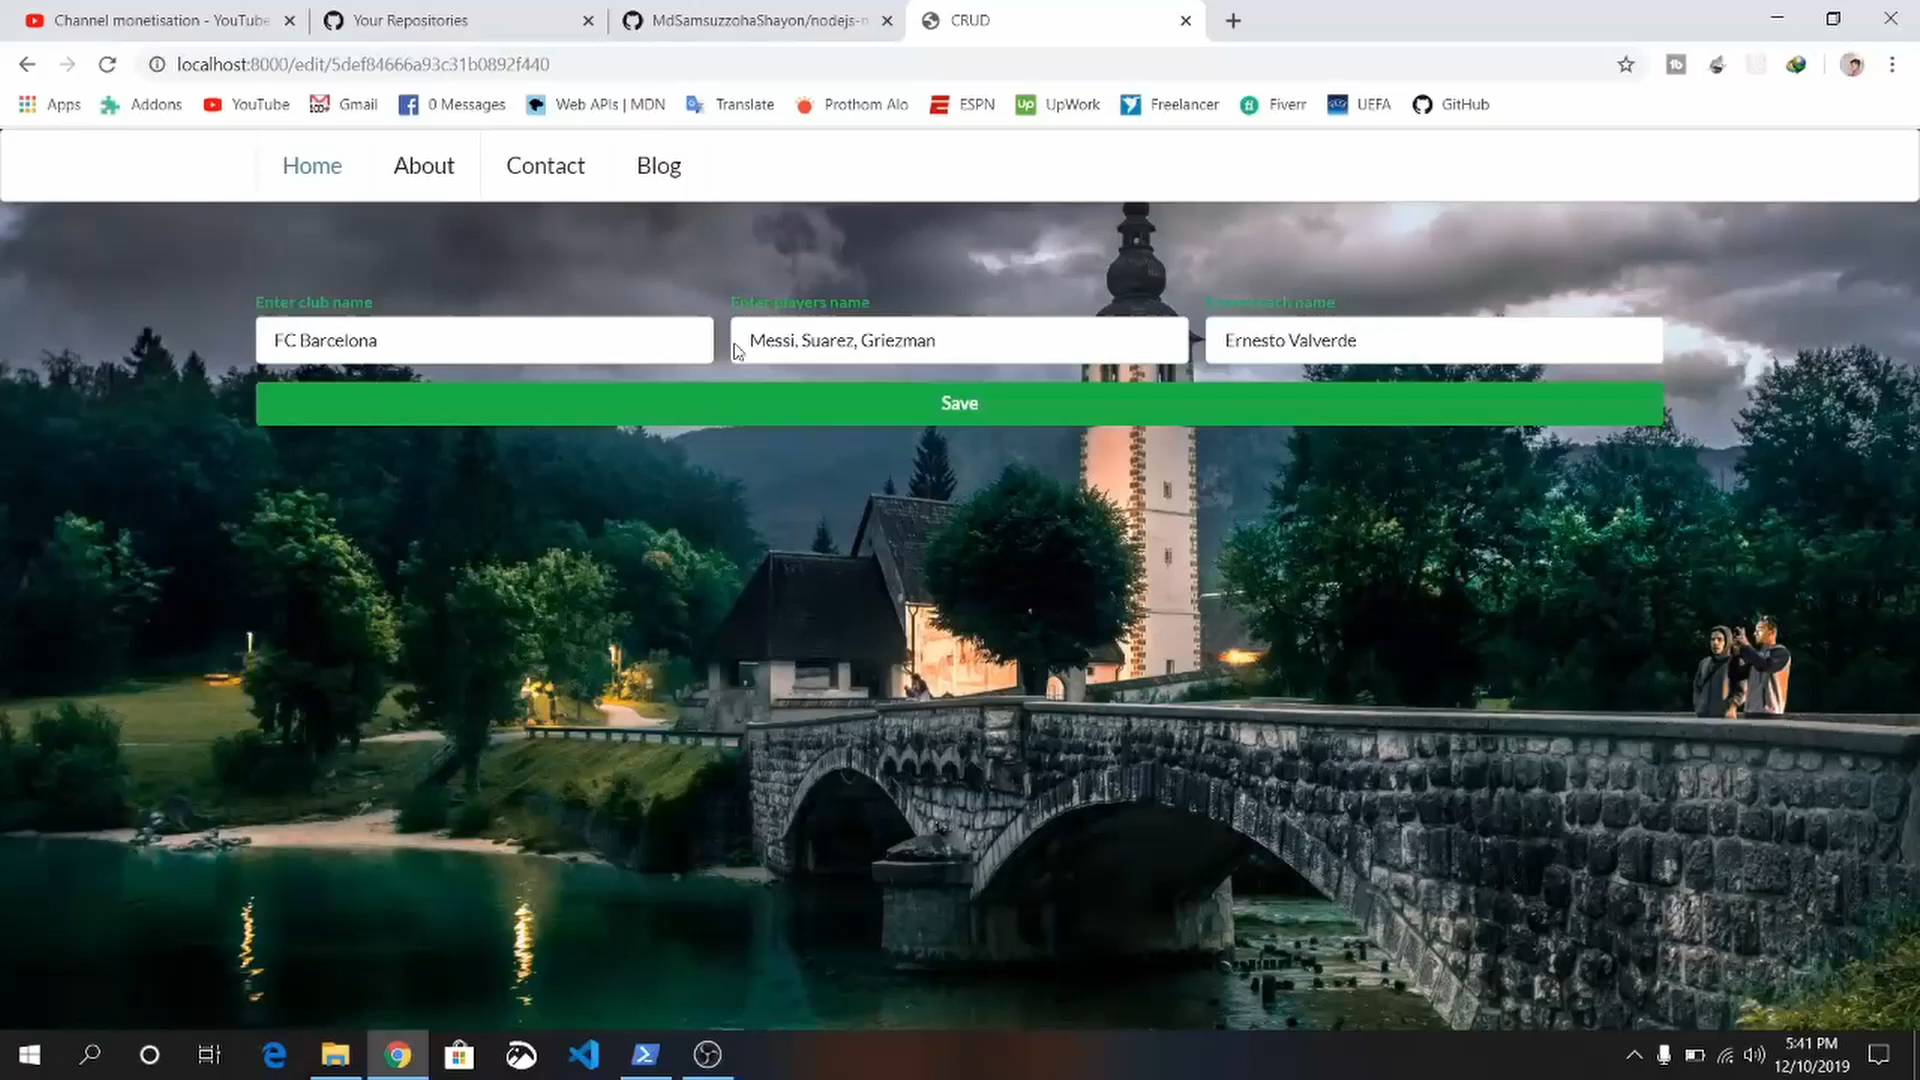 Channel monetisation - YouTube
Your Repositories
MdSamsuzzohaShayon/nodejs-
CRUD
localhost:8000/edit/5def84666a93c31b0892f440
Apps
Addons
YouTube
Gmail
0 Messages
Web APIs | MDN
Translate
Prothom Alo
ESPN
UpWork
Freelancer
Fiverr
UEFA
GitHub
Home
About
Contact
Blog
Enter club name
Enter players name
name
FC Barcelona
Messi, Suarez, Griezman
Ernesto Valverde
Save
5:41 PM
12/10/2019